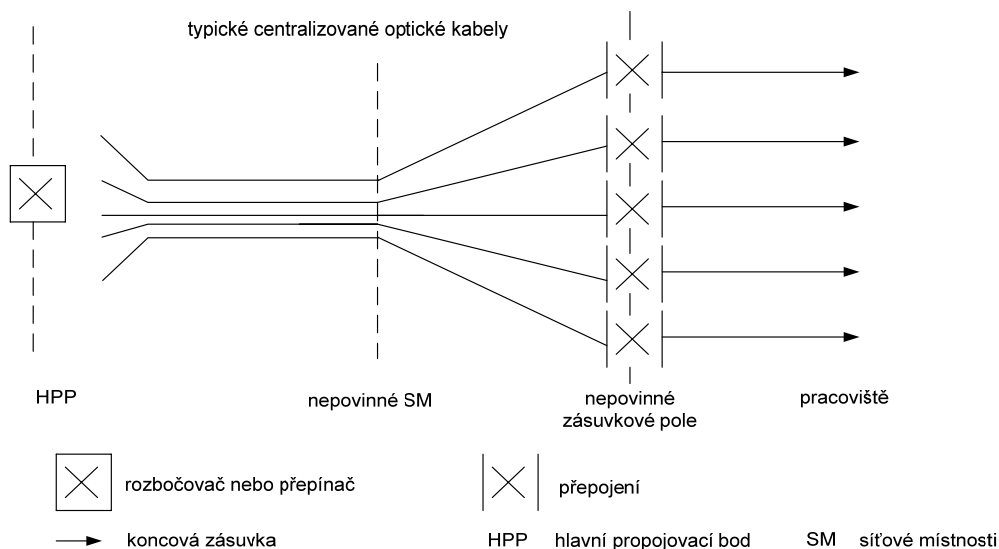 typické centralizované optické kabely
HPP
nepovinné SM
nepovinné
zásuvkové pole
pracoviště
rozbočovač nebo přepínač
přepojení
koncová zásuvka
HPP hlavní propojovací bod
SM síťové místnosti